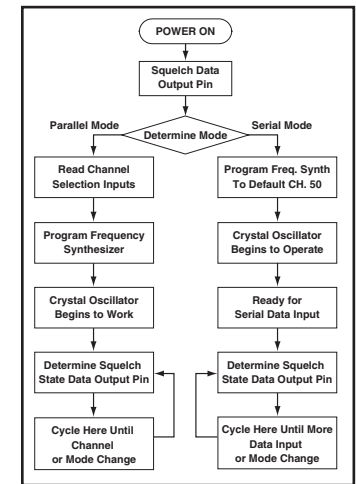 POWER ON
Squelch Data
Output Pin
Parallel Mode
Determine Mode
Serial Mode
Read Channel
Selection Inputs
Program Frequency
Synthesizer
Crystal Oscillator
Begins to Work
Determine Squelch
State Data Output Pin
Cycle Here Until
Channel
or Mode Change
Program Freq. Synth
To Default CH. 50
Crystal Oscillator
Begins to Operate
Ready for
Serial Data Input
Determine Squelch
State Data Output Pin
Cycle Here Until More
Data Input
or Mode Change